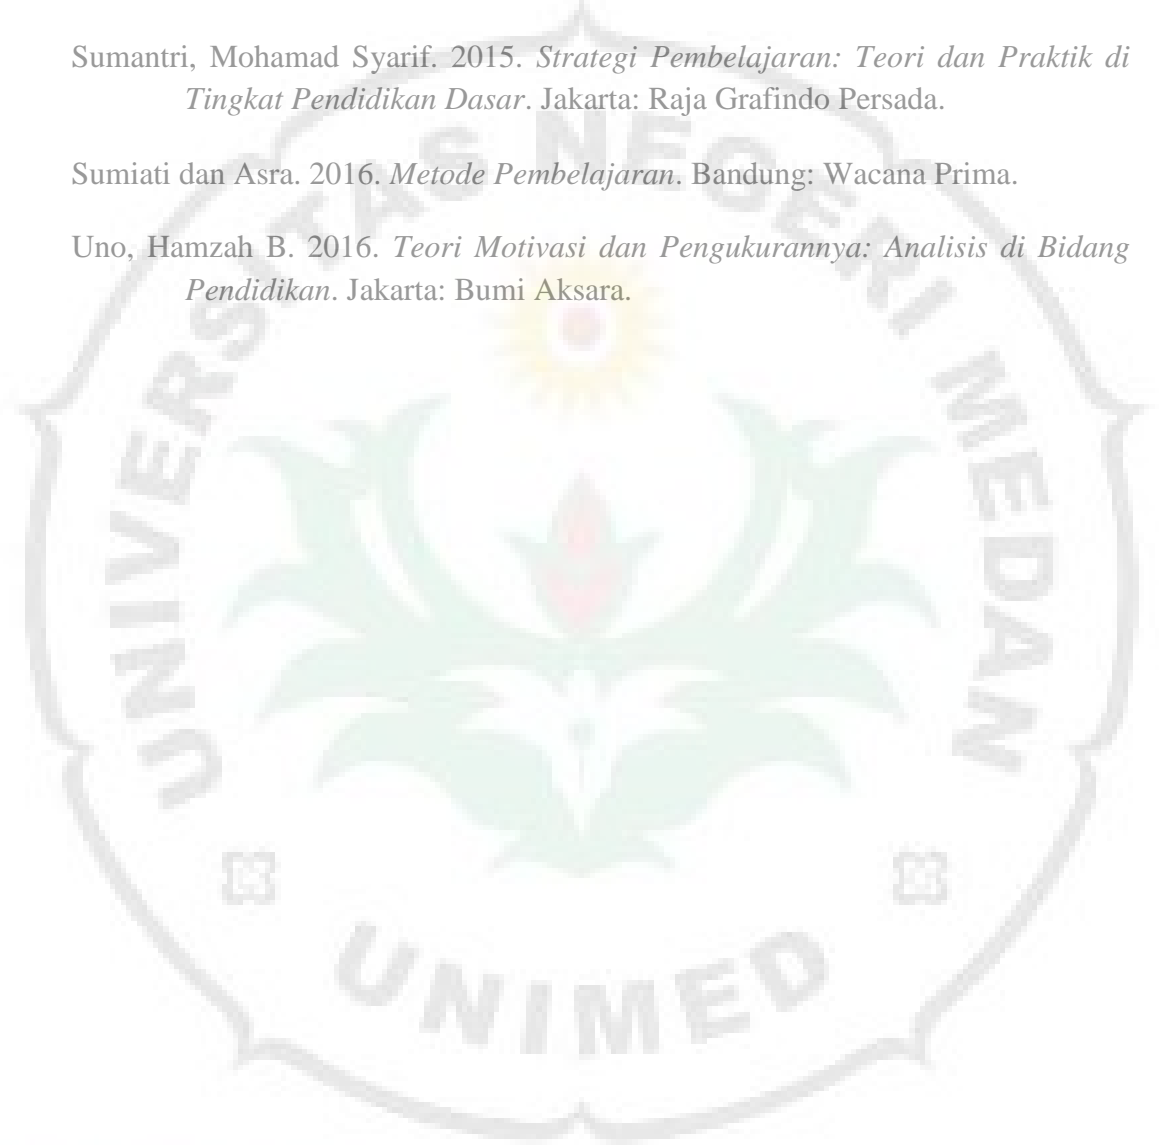 Sumantri, Mohamad Syarif. 2015. Strategi Pembelajaran: Teori dan Praktik di
Tingkat Pendidikan Dasar. Jakarta: Raja Grafindo Persada.
Sumiati dan Asra. 2016. Metode Pembelajaran. Bandung: Wacana Prima.
Uno, Hamzah B. 2016. Teori Motivasi dan Pengukurannya: Analisis di Bidang
Pendidikan. Jakarta: Bumi Aksara.
UNIVERSITAS NEGERI MEDAN
UNIMED